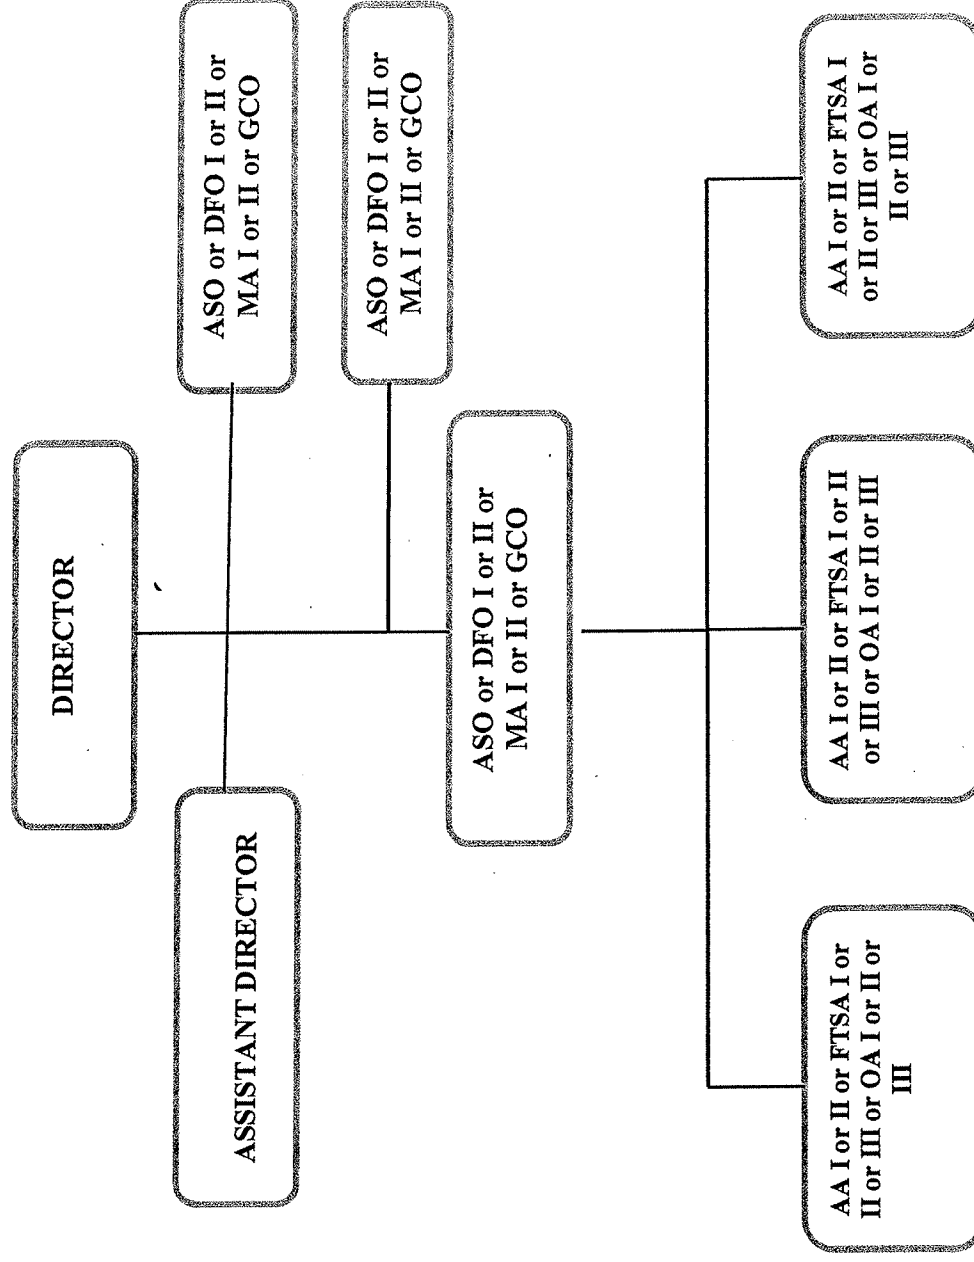 DIRECTOR
ASSISTANT DIRECTOR
ASO or DFO I or II or
MA I or II or GCO
ASO or DFO I or II or
MA I or II or GCO
ASO or DFO I or II or
MA I or II or GCO
AA I or II or FTSA I or
II or III or OA I or II or
III
AA I or II or FTSA I or II
or III or OA I or II or III
AA I or II or FTSA I
or II or III or OA I or
II or III